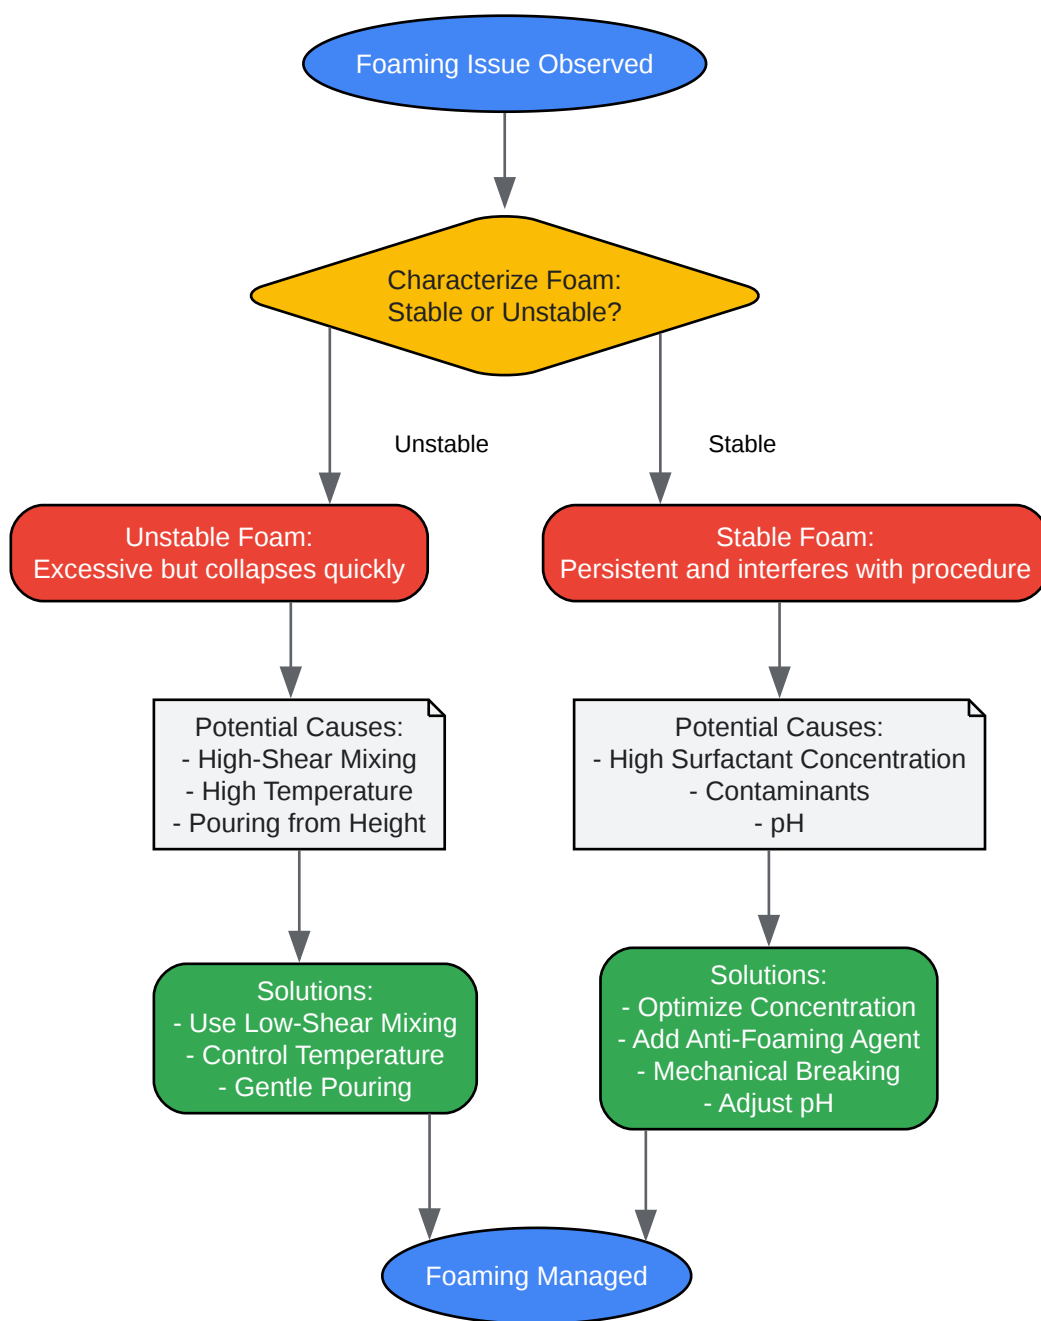 Foaming Issue Observed
Characterize Foam:
Stable or Unstable?
Unstable
Stable
Unstable Foam:
Excessive but collapses quickly
Stable Foam:
Persistent and interferes with procedure
Potential Causes:
- High-Shear Mixing
- High Temperature
- Pouring from Height
Potential Causes:
- High Surfactant Concentration
- Contaminants
- pH
Solutions:
- Use Low-Shear Mixing
- Control Temperature
- Gentle Pouring
Solutions:
- Optimize Concentration
- Add Anti-Foaming Agent
- Mechanical Breaking
- Adjust pH
Foaming Managed